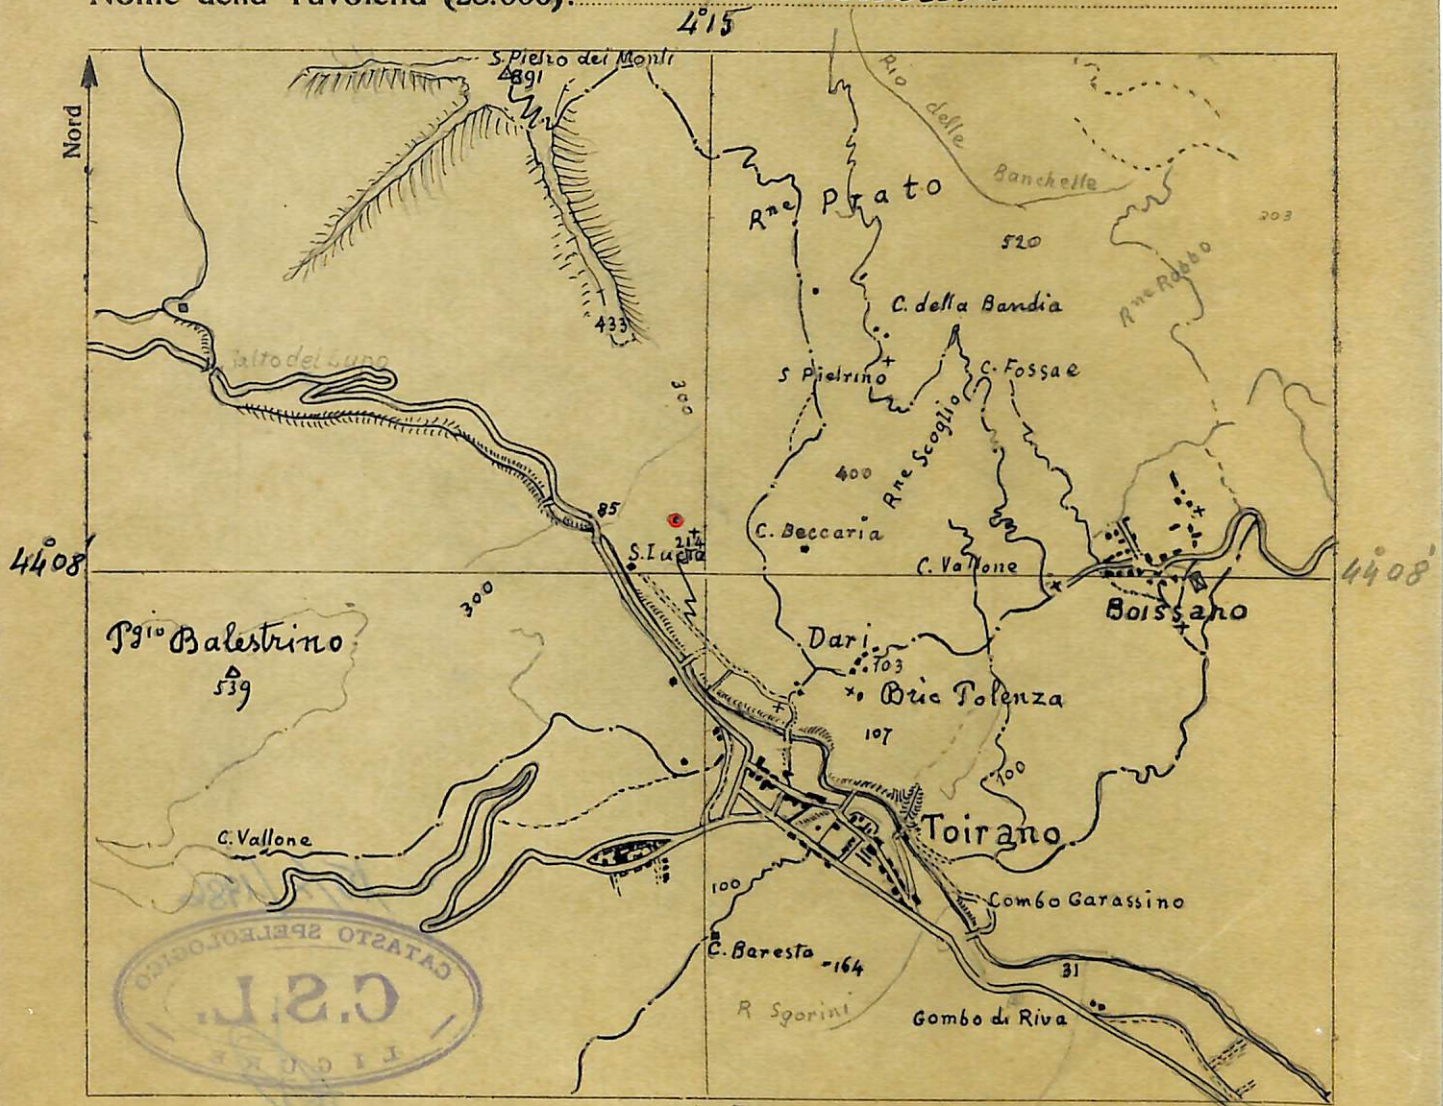 Nome della Tavoletta (25.000):
4°15
Nord
S. Pietro dei Monti
891
Rio delle Banchette
Rne Prato
203
520
Rne Rabbo
C. della Bandia
433
S Pietrino
C. Fossae
300
Rne Scoglio
400
85
C. Beccaria
S. Lucia
214
C. Vallone
44°08'
44°08'
300
Boissano
Pgio Balestrino
539
Dari
103
Bric Polenza
107
100
Toirano
C. Vallone
100
Combo Garassino
C. Baresta
164
31
R Sgorini
Gombo di Riva
CATASTO SPELEOLOGICO
C.S.L.
LIGURE